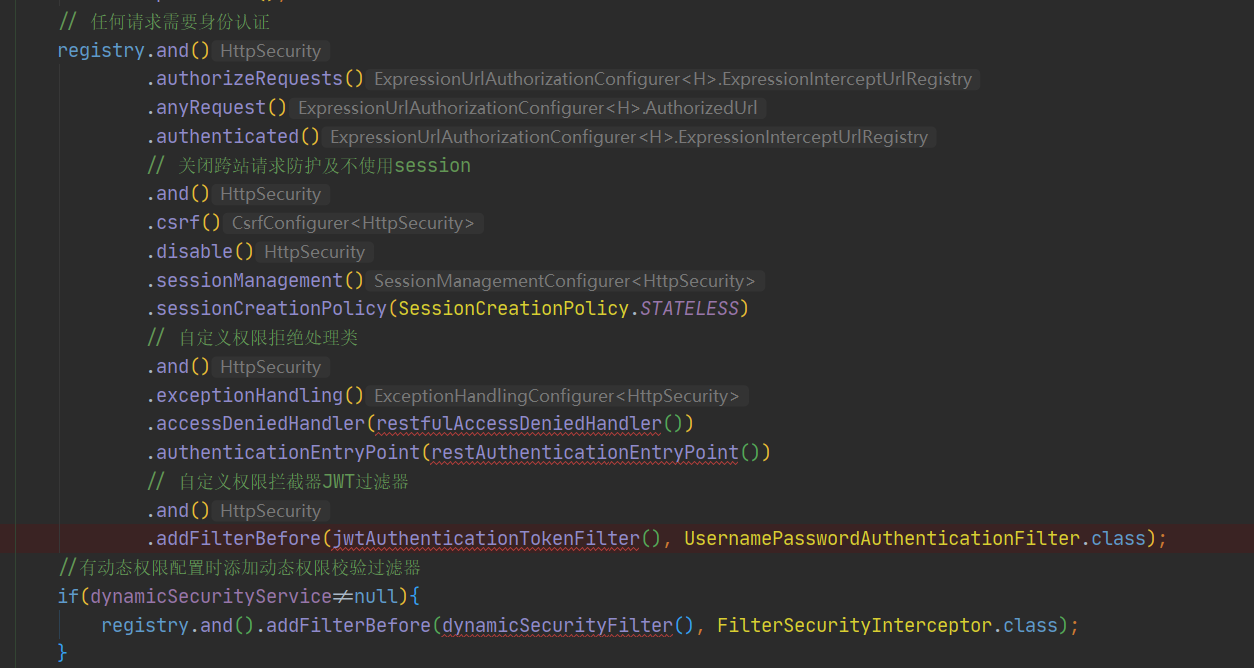 // 任何请求需要身份认证
registry.and() HttpSecurity
.authorizeRequests() ExpressionUrlAuthorizationConfigurer<H>.ExpressionInterceptUrlRegistry
.anyRequest() ExpressionUrlAuthorizationConfigurer<H>.AuthorizedUrl
.authenticated() ExpressionUrlAuthorizationConfigurer<H>.ExpressionInterceptUrlRegistry
// 关闭跨站请求防护及不使用session
.and() HttpSecurity
.csrf() CsrfConfigurer<HttpSecurity>
.disable() HttpSecurity
.sessionManagement() SessionManagementConfigurer<HttpSecurity>
.sessionCreationPolicy(SessionCreationPolicy.STATELESS)
// 自定义权限拒绝处理类
.and() HttpSecurity
.exceptionHandling() ExceptionHandlingConfigurer<HttpSecurity>
.accessDeniedHandler(restfulAccessDeniedHandler())
.authenticationEntryPoint(restAuthenticationEntryPoint())
// 自定义权限拦截器JWT过滤器
.and() HttpSecurity
.addFilterBefore(jwtAuthenticationTokenFilter(), UsernamePasswordAuthenticationFilter.class);
//有动态权限配置时添加动态权限校验过滤器
if(dynamicSecurityService!=null){
registry.and().addFilterBefore(dynamicSecurityFilter(), FilterSecurityInterceptor.class);
}